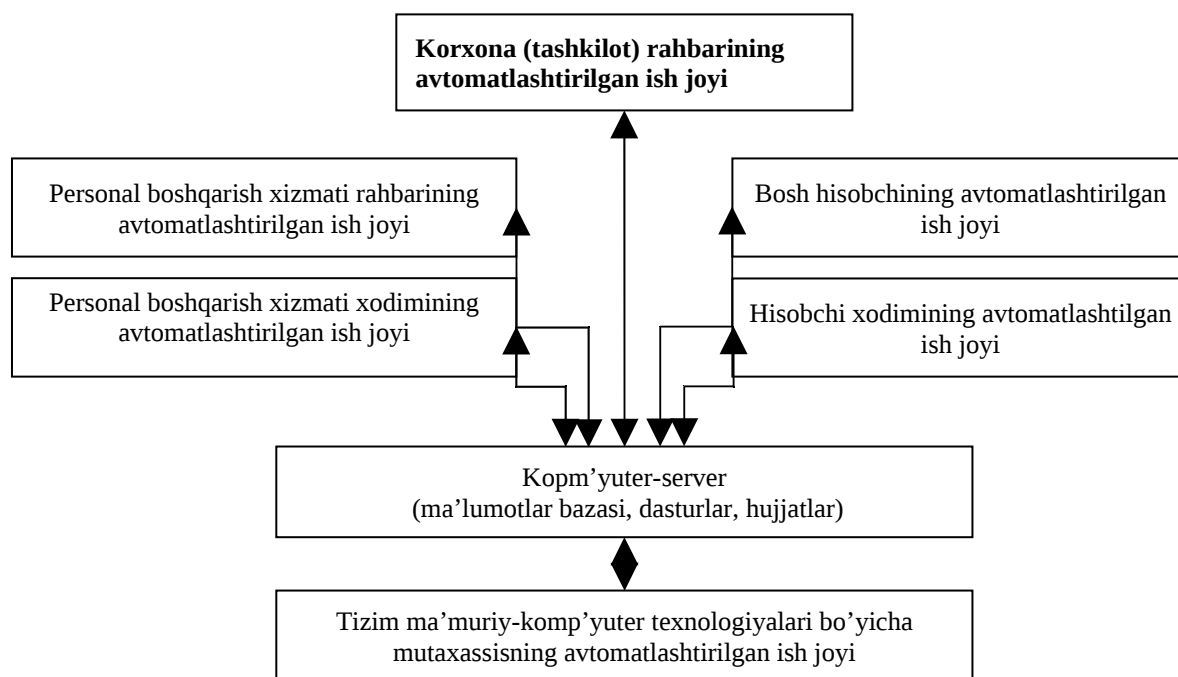 Korxona (tashkilot) rahbarining
avtomatlashtirilgan ish joyi
Personal boshqarish xizmati rahbarining
avtomatlashtirilgan ish joyi
Bosh hisobchining avtomatlashtirilgan
ish joyi
Personal boshqarish xizmati xodimining
avtomatlashtirilgan ish joyi
Hisobchi xodimining avtomatlashtilgan
ish joyi
Kopm’yuter-server
(ma’lumotlar bazasi, dasturlar, hujjatlar)
Tizim ma’muriy-komp’yuter texnologiyalari bo’yicha
mutaxassisning avtomatlashtirilgan ish joyi